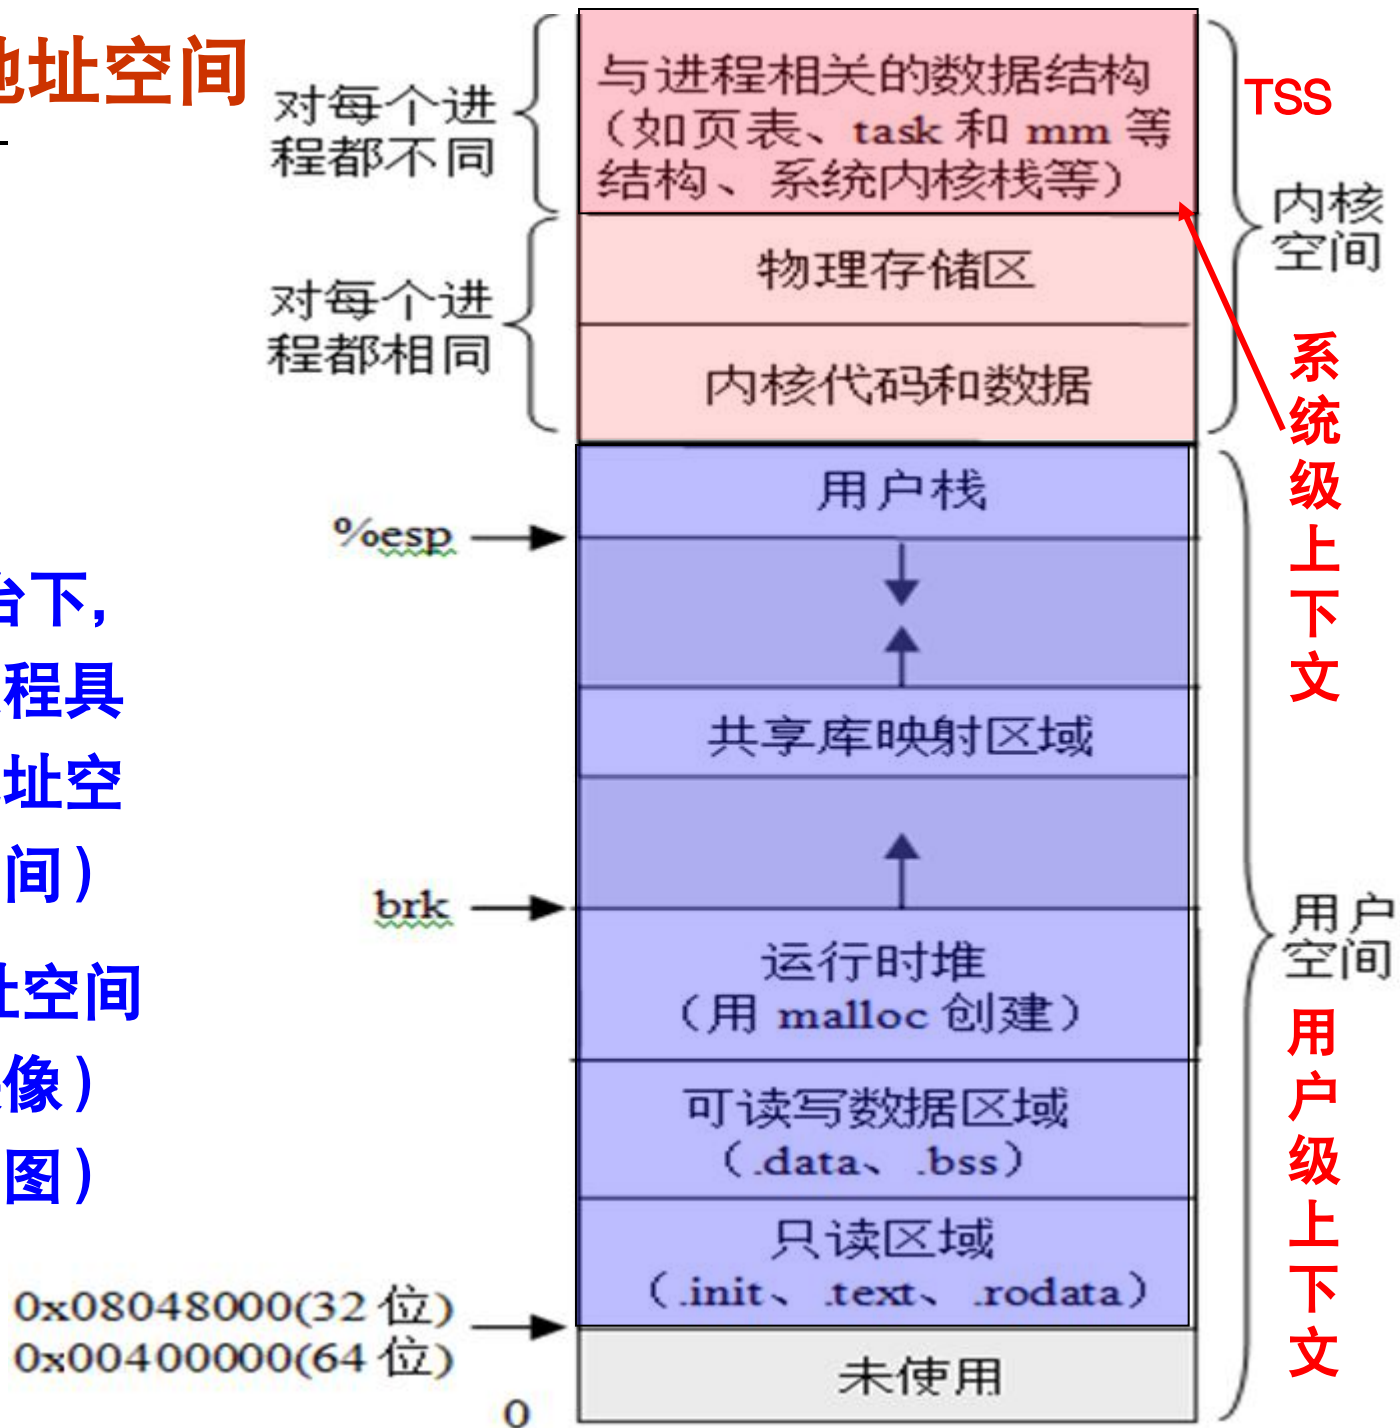 地址空间
对每个进
程都不同
与进程相关的数据结构
（如页表、task 和 mm 等
结构、系统内核栈等）
TSS
内核
空间
物理存储区
对每个进
程都相同
内核代码和数据
系
统
级
上
下
文
用户栈
%esp
台下,
程具
共享库映射区域
址空
间）
brk
用户
空间
运行时堆
（用 malloc 创建）
址空间
像）
图）
可读写数据区域
（.data、.bss）
只读区域
（.init、.text、.rodata）
用
户
级
上
下
文
0x08048000(32 位)
0x00400000(64 位)
未使用
0